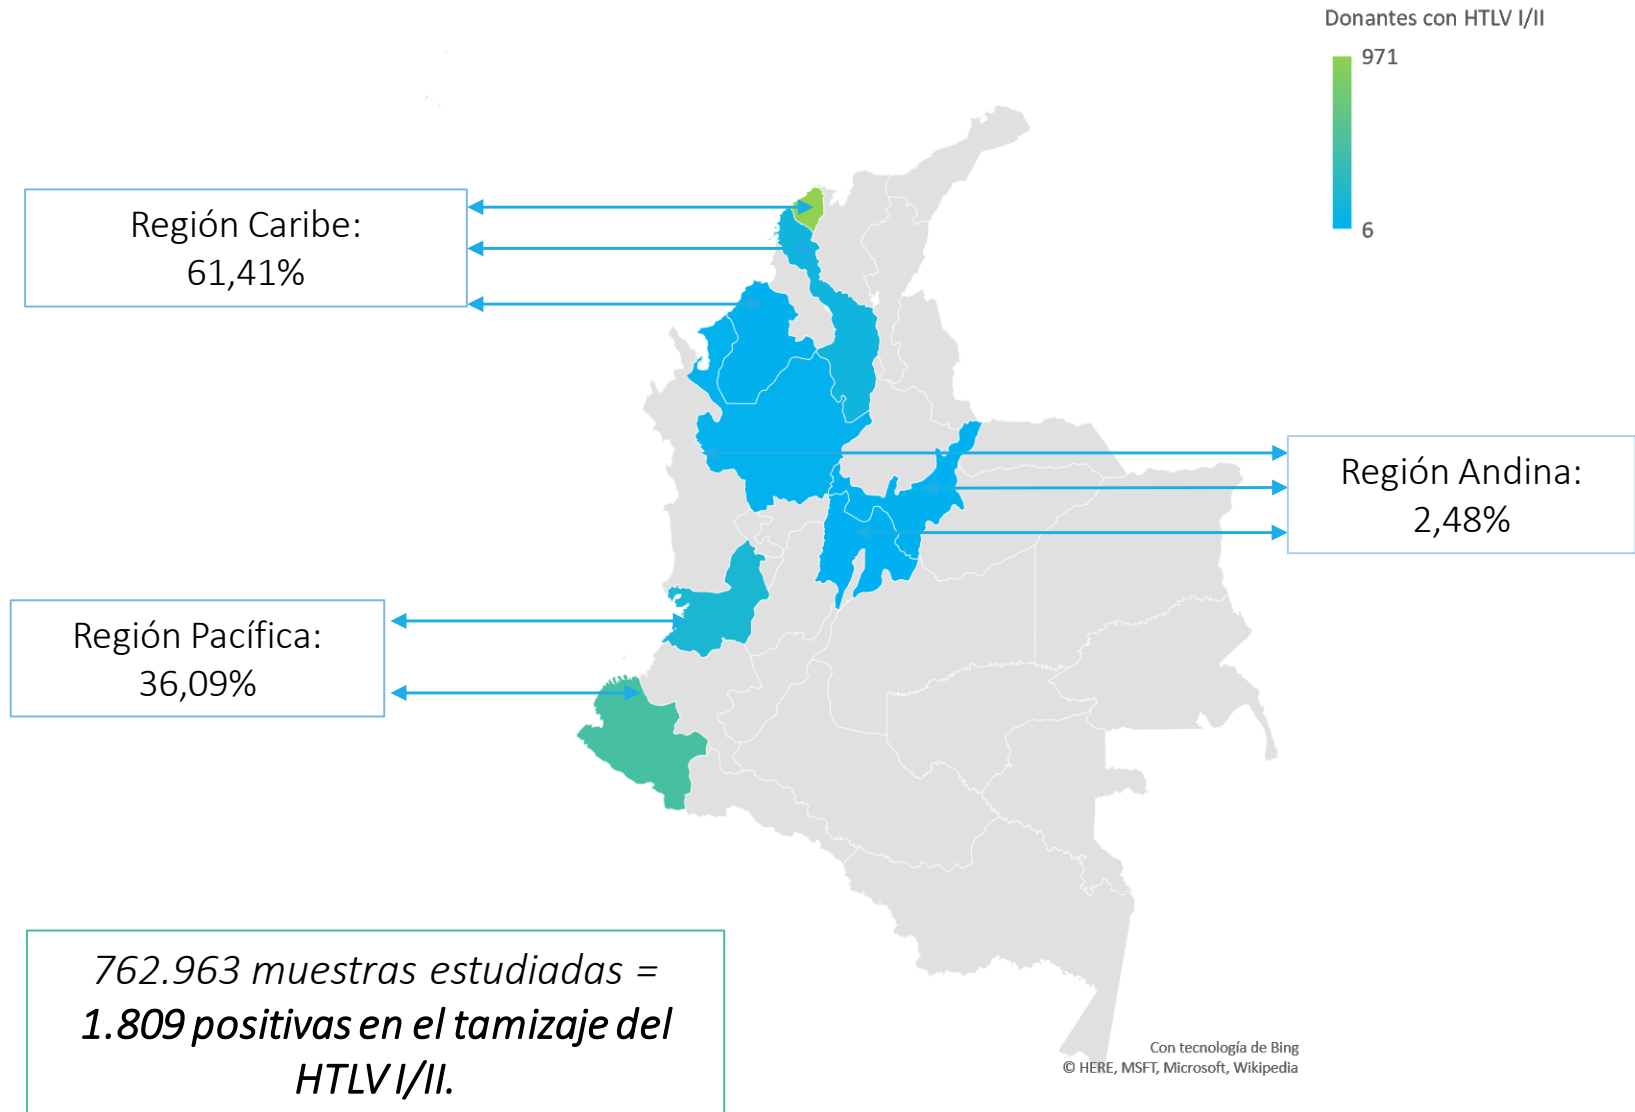 Donantes con HTLV I/II
971
6
Región Caribe:
61,41%
Región Andina:
2,48%
Región Pacífica:
36,09%
762.963 muestras estudiadas =
1.809 positivas en el tamizaje del
HTLV I/II.
Con tecnología de Bing
© HERE, MSFT, Microsoft, Wikipedia